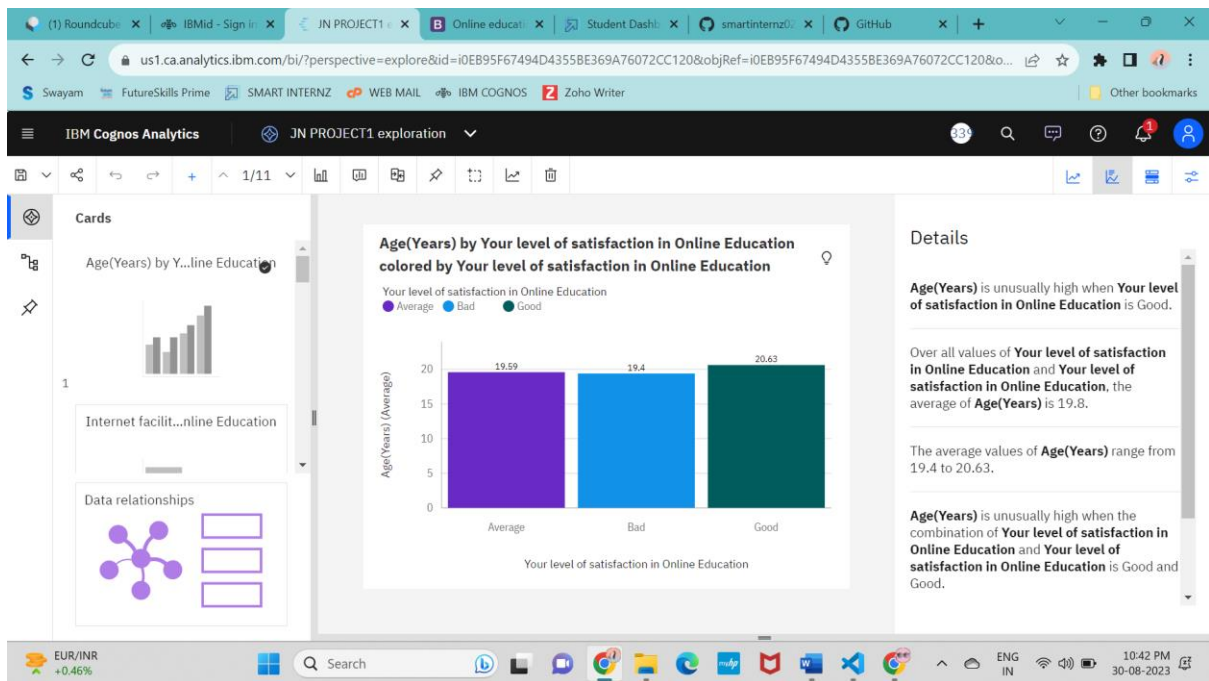 (1) Roundcube
IBMid - Sign in
JN PROJECT1 e
Online educati
Student Dashb
smartinternz02
GitHub
us1.ca.analytics.ibm.com/bi/?perspective=explore&id=i0EB95F67494D4355BE369A76072CC120&objRef=i0EB95F67494D4355BE369A76072CC120&o...
Swayam
FutureSkills Prime
SMART INTERNZ
WEB MAIL
IBM COGNOS
Zoho Writer
Other bookmarks
IBM Cognos Analytics
JN PROJECT1 exploration
339
1
1/11
Cards
Age(Years) by Y...line Education
1
Internet facilit...nline Education
Data relationships
Age(Years) by Your level of satisfaction in Online Education
colored by Your level of satisfaction in Online Education
Your level of satisfaction in Online Education
Average
Bad
Good
Age(Years) (Average)
20
15
10
5
0
19.59
19.4
20.63
Average
Bad
Good
Your level of satisfaction in Online Education
Details
Age(Years) is unusually high when Your level
of satisfaction in Online Education is Good.
Over all values of Your level of satisfaction
in Online Education and Your level of
satisfaction in Online Education, the
average of Age(Years) is 19.8.
The average values of Age(Years) range from
19.4 to 20.63.
Age(Years) is unusually high when the
combination of Your level of satisfaction in
Online Education and Your level of
satisfaction in Online Education is Good and
Good.
EUR/INR
+0.46%
Search
ENG
IN
10:42 PM
30-08-2023